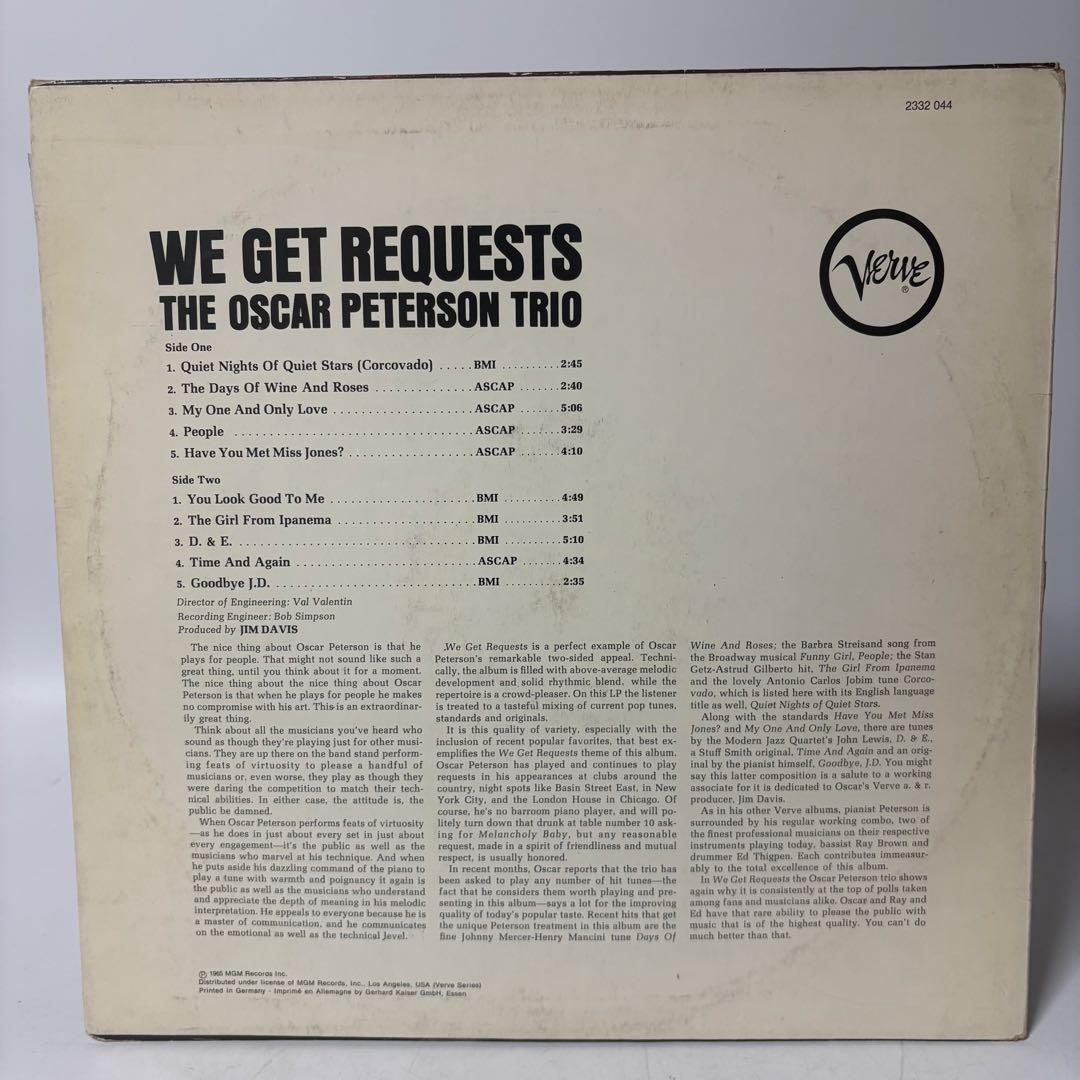 2332 044
WE GET REQUESTS
THE OSCAR PETERSON TRIO
Verve
®
Side One
1. Quiet Nights Of Quiet Stars (Corcovado) .....BMI ..........2:45
2. The Days Of Wine And Roses ..............ASCAP .......2:40
3. My One And Only Love ....................ASCAP .......5:06
4. People ..................................ASCAP .......3:29
5. Have You Met Miss Jones? ..................ASCAP .......4:10
Side Two
1. You Look Good To Me .....................BMI ..........4:49
2. The Girl From Ipanema ....................BMI ..........3:51
3. D. & E. ..................................BMI ..........5:10
4. Time And Again ..........................ASCAP .......4:34
5. Goodbye J.D. .............................BMI ..........2:35
Director of Engineering: Val Valentin
Recording Engineer: Bob Simpson
Produced by JIM DAVIS
The nice thing about Oscar Peterson is that he
plays for people. That might not sound like such a
great thing, until you think about it for a moment.
The nice thing about the nice thing about Oscar
Peterson is that when he plays for people he makes
no compromise with his art. This is an extraordinar-
ily great thing.
Think about all the musicians you've heard who
sound as though they're playing just for other musi-
cians. They are up there on the band stand perform-
ing feats of virtuosity to please a handful of
musicians or, even worse, they play as though they
were daring the competition to match their tech-
nical abilities. In either case, the attitude is, the
public be damned.
When Oscar Peterson performs feats of virtuosity
—as he does in just about every set in just about
every engagement—it's the public as well as the
musicians who marvel at his technique. And when
he puts aside his dazzling command of the piano to
play a tune with warmth and poignancy it again is
the public as well as the musicians who understand
and appreciate the depth of meaning in his melodic
interpretation. He appeals to everyone because he is
a master of communication, and he communicates
on the emotional as well as the technical level.
We Get Requests is a perfect example of Oscar
Peterson's remarkable two-sided appeal. Techni-
cally, the album is filled with above-average melodic
development and solid rhythmic blend, while the
repertoire is a crowd-pleaser. On this LP the listener
is treated to a tasteful mixing of current pop tunes,
standards and originals.
It is this quality of variety, especially with the
inclusion of recent popular favorites, that best ex-
emplifies the We Get Requests theme of this album.
Oscar Peterson has played and continues to play
requests in his appearances at clubs around the
country, night spots like Basin Street East, in New
York City, and the London House in Chicago. Of
course, he's no barroom piano player, and will po-
litely turn down that drunk at table number 10 ask-
ing for Melancholy Baby, but any reasonable
request, made in a spirit of friendliness and mutual
respect, is usually honored.
In recent months, Oscar reports that the trio has
been asked to play any number of hit tunes—the
fact that he considers them worth playing and pre-
senting in this album—says a lot for the improving
quality of today's popular taste. Recent hits that get
the unique Peterson treatment in this album are the
fine Johnny Mercer-Henry Mancini tune Days Of
Wine And Roses; the Barbra Streisand song from
the Broadway musical Funny Girl, People; the Stan
Getz-Astrud Gilberto hit, The Girl From Ipanema
and the lovely Antonio Carlos Jobim tune Corco-
vado, which is listed here with its English language
title as well, Quiet Nights of Quiet Stars.
Along with the standards Have You Met Miss
Jones? and My One And Only Love, there are tunes
by the Modern Jazz Quartet's John Lewis, D. & E.,
a Stuff Smith original, Time And Again and an orig-
inal by the pianist himself, Goodbye, J.D. You might
say this latter composition is a salute to a working
associate for it is dedicated to Oscar's Verve a. & r.
producer, Jim Davis.
As in his other Verve albums, pianist Peterson is
surrounded by his regular working combo, two of
the finest professional musicians on their respective
instruments playing today, bassist Ray Brown and
drummer Ed Thigpen. Each contributes immeasur-
ably to the total excellence of this album.
In We Get Requests the Oscar Peterson trio shows
again why it is consistently at the top of polls taken
among fans and musicians alike. Oscar and Ray and
Ed have that rare ability to please the public with
music that is of the highest quality. You can't do
much better than that.
℗ 1965 MGM Records Inc.
Distributed under license of MGM Records, Inc., Los Angeles, USA (Verve Series)
Printed in Germany · Imprimé en Allemagne by Gerhard Kaiser GmbH, Essen